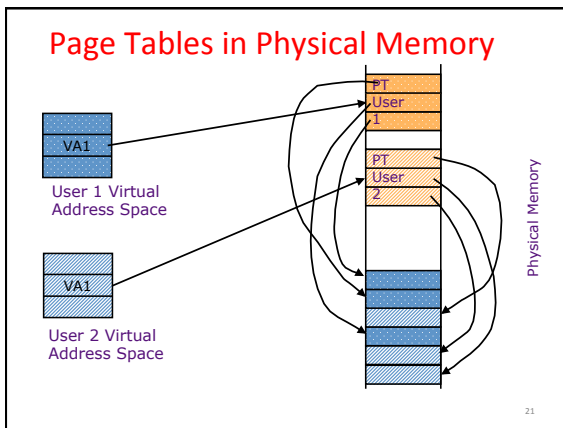 Page Tables in Physical Memory
PT
User
1
VA1
User 1 Virtual
Address Space
PT
User
2
Physical Memory
VA1
User 2 Virtual
Address Space
21